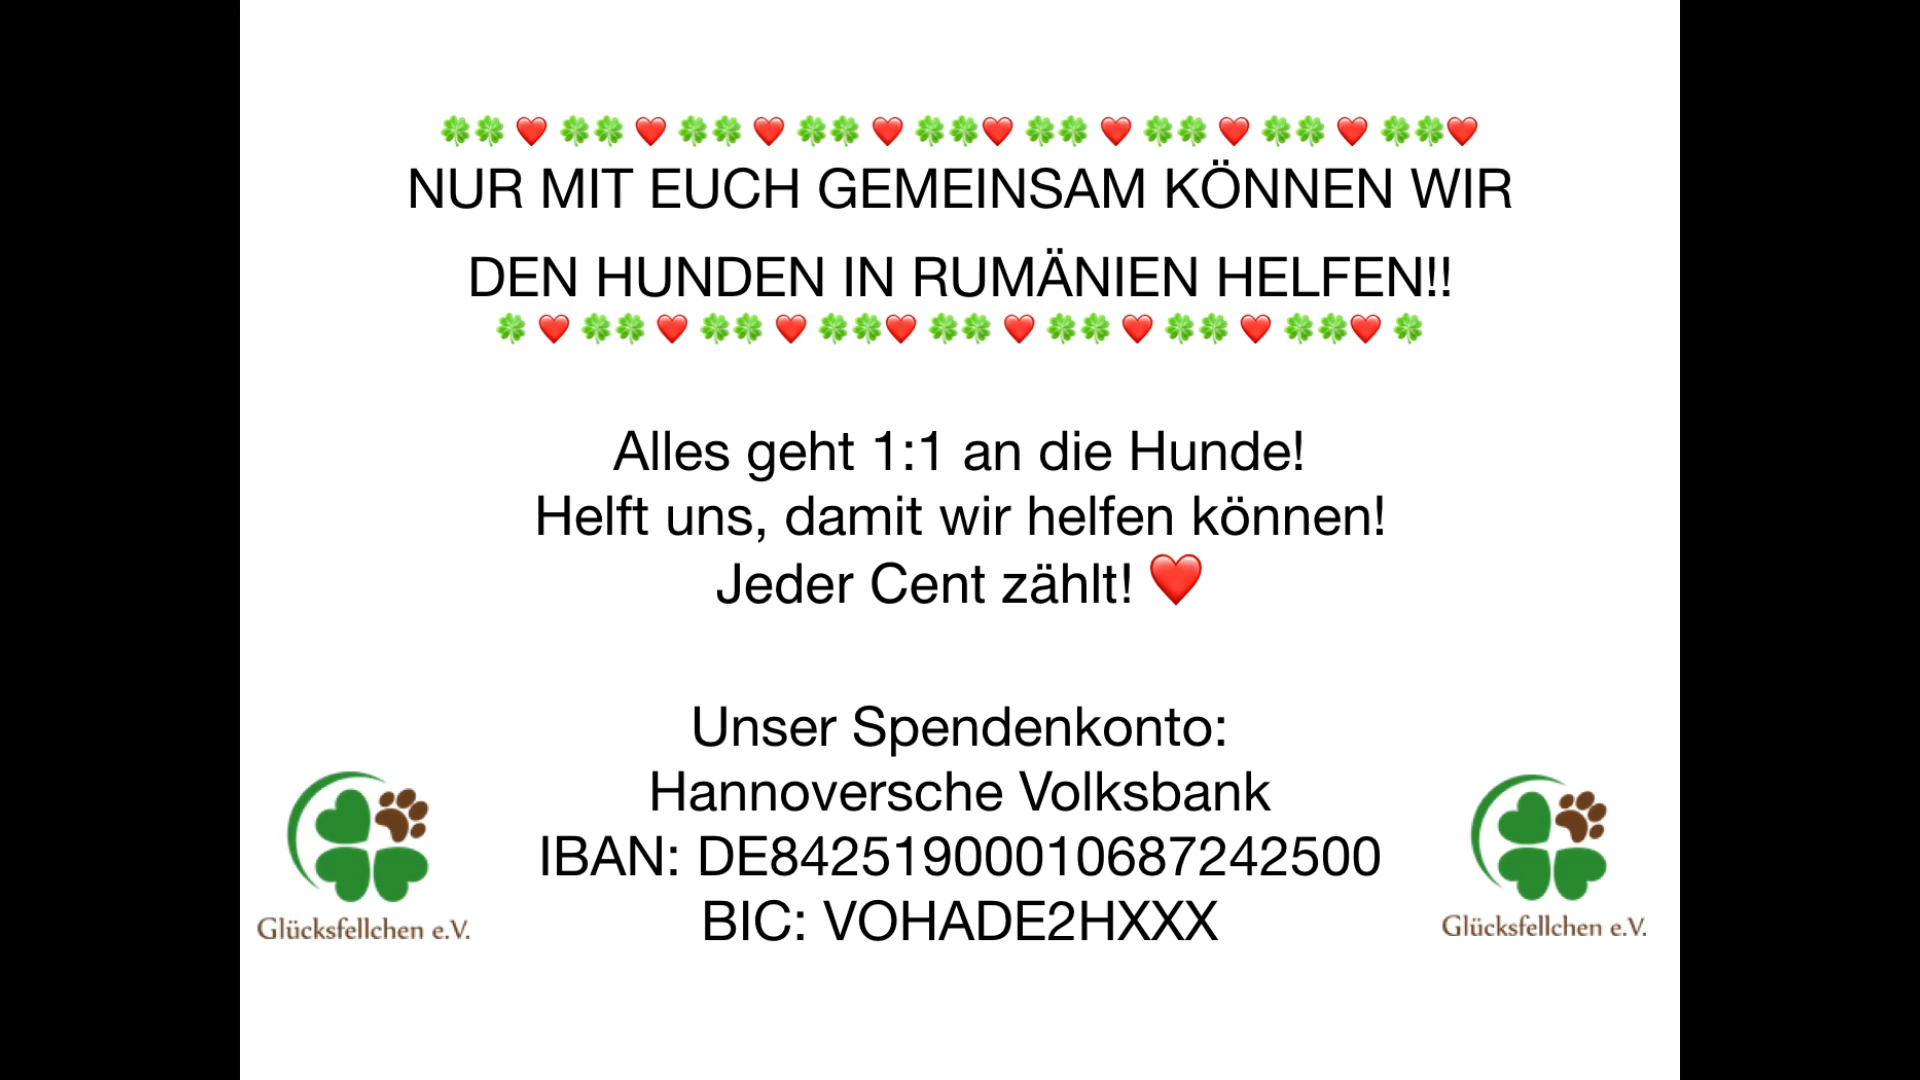 🍀🍀 ❤️ 🍀🍀 ❤️ 🍀🍀 ❤️ 🍀🍀 ❤️ 🍀🍀❤️ 🍀🍀 ❤️ 🍀🍀 ❤️ 🍀🍀 ❤️ 🍀🍀❤️
NUR MIT EUCH GEMEINSAM KÖNNEN WIR
DEN HUNDEN IN RUMÄNIEN HELFEN!!
🍀 ❤️ 🍀🍀 ❤️ 🍀🍀 ❤️ 🍀🍀❤️ 🍀🍀 ❤️ 🍀🍀 ❤️ 🍀🍀 ❤️ 🍀🍀❤️ 🍀
Alles geht 1:1 an die Hunde!
Helft uns, damit wir helfen können!
Jeder Cent zählt! ❤️
Unser Spendenkonto:
Hannoversche Volksbank
IBAN: DE84251900010687242500
BIC: VOHADE2HXXX
Glücksfellchen e.V.
Glücksfellchen e.V.